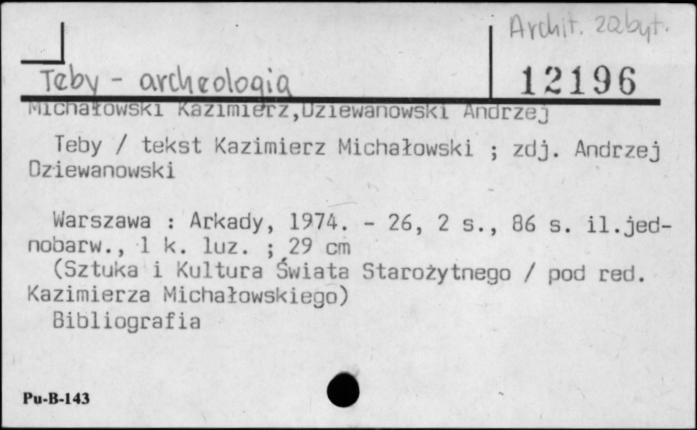 Archit. zabyt.
Teby - archeologia
12196
Michałowski Kazimierz,Dziewanowski Andrzej
Teby / tekst Kazimierz Michałowski ; zdj. Andrzej
Dziewanowski
Warszawa : Arkady, 1974. - 26, 2 s., 86 s. il.jed-
nobarw., 1 k. luz. ; 29 cm
(Sztuka i Kultura Świata Starożytnego / pod red.
Kazimierza Michałowskiego)
Bibliografia
Pu-B-143